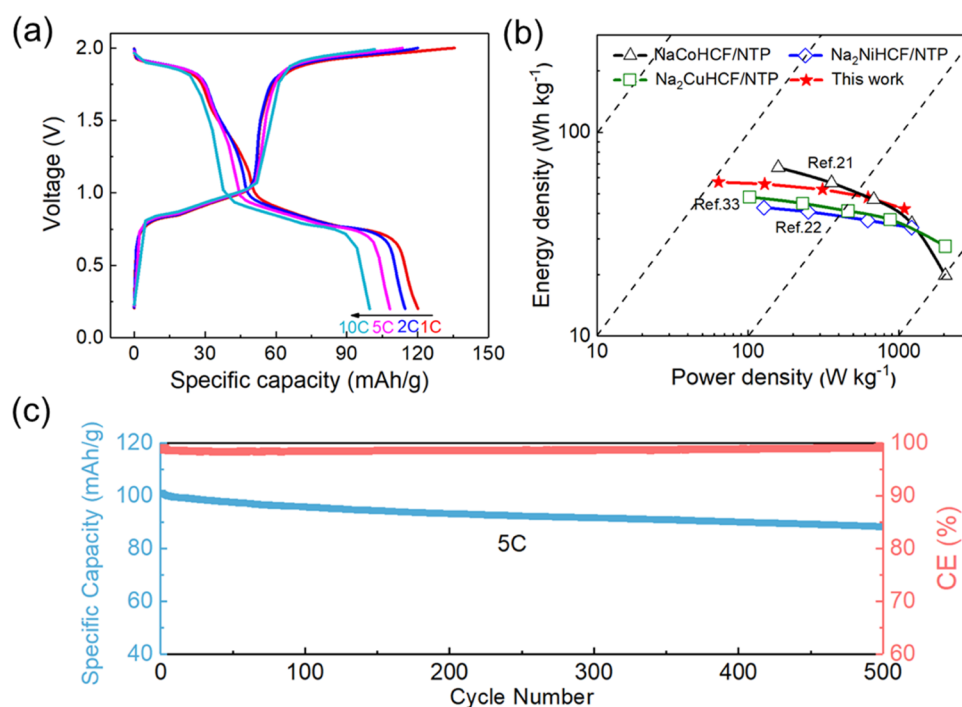 (a)
Voltage (V)
2.0
1.5
1.0
0.5
0.0
10C 5C 2C 1C
0 30 60 90 120 150
Specific capacity (mAh/g)
(b)
Energy density (Wh kg⁻¹)
NaCoHCF/NTP Na₂NiHCF/NTP
Na₂CuHCF/NTP This work
100
10
Ref.21
Ref.33
Ref.22
10 100 1000
Power density (W kg⁻¹)
(c)
Specific Capacity (mAh/g)
120
100
80
60
40
5C
100
90
80
70
60
CE (%)
0 100 200 300 400 500
Cycle Number